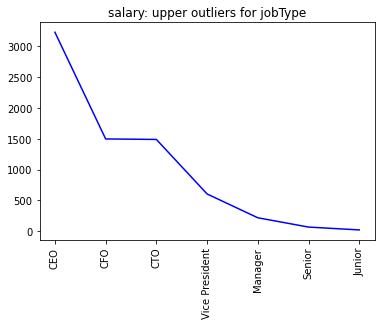 salary: upper outliers for jobType
3000
2500
2000
1500
1000
500
0
CEO
CFO
CTO
Vice President
Manager
Senior
Junior